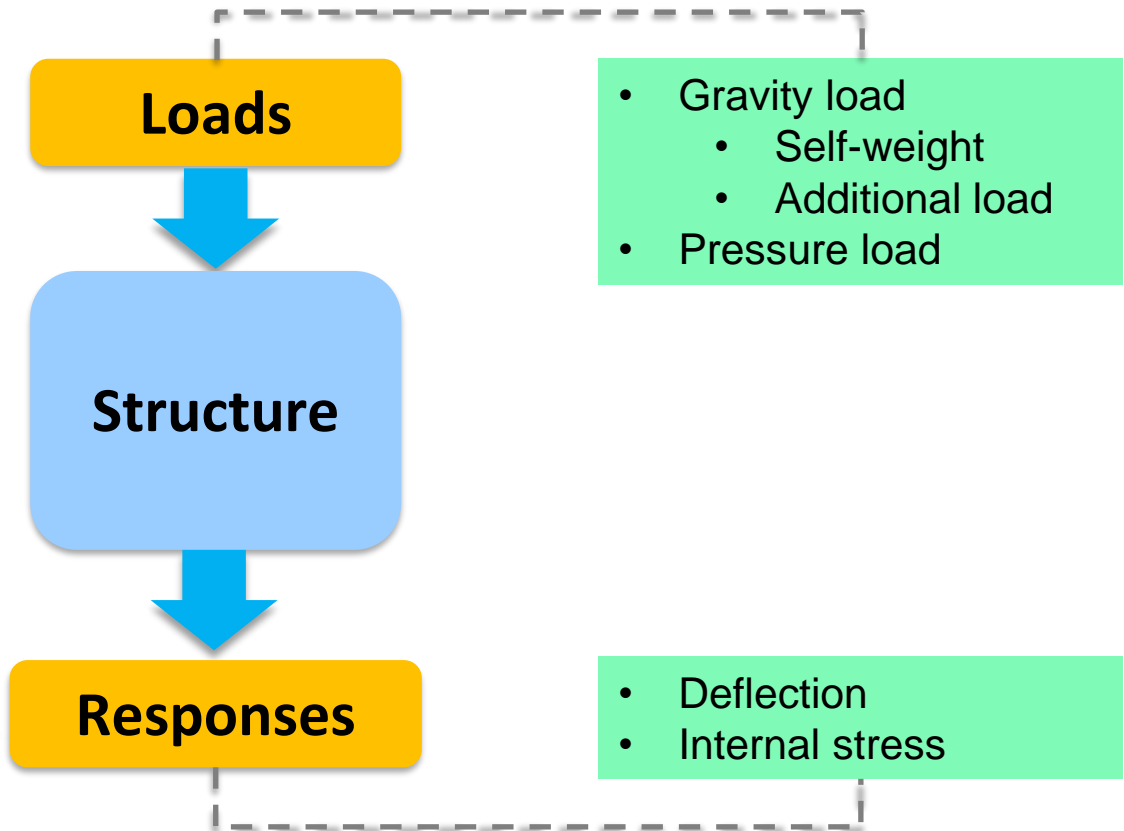 Loads
• Gravity load
• Self-weight
• Additional load
• Pressure load
Structure
Responses
• Deflection
• Internal stress